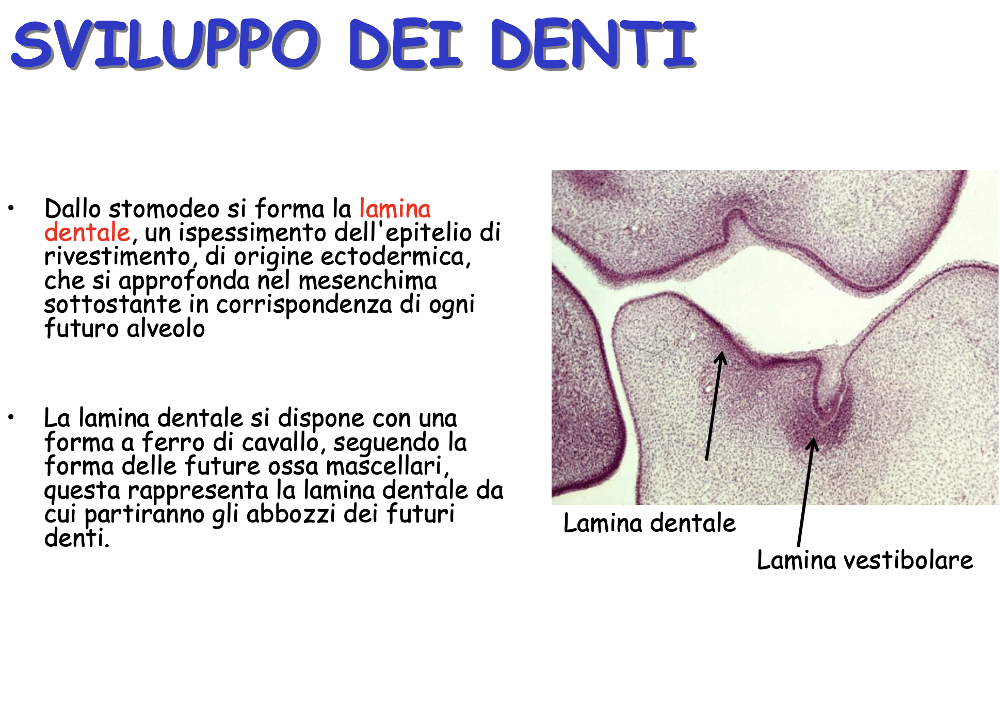 SVILUPPO DEI DENTI
• Dallo stomodeo si forma la lamina
dentale, un ispessimento dell'epitelio di
rivestimento, di origine ectodermica,
che si approfonda nel mesenchima
sottostante in corrispondenza di ogni
futuro alveolo
• La lamina dentale si dispone con una
forma a ferro di cavallo, seguendo la
forma delle future ossa mascellari,
questa rappresenta la lamina dentale da
cui partiranno gli abbozzi dei futuri
denti.
Lamina dentale
Lamina vestibolare